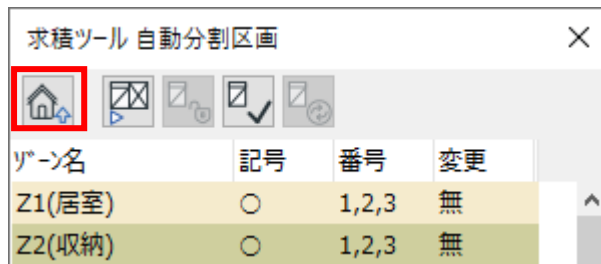 求積ツール 自動分割区画
ｿﾞｰﾝ名 記号 番号 変更
Z1(居室) ○ 1,2,3 無
Z2(収納) ○ 1,2,3 無